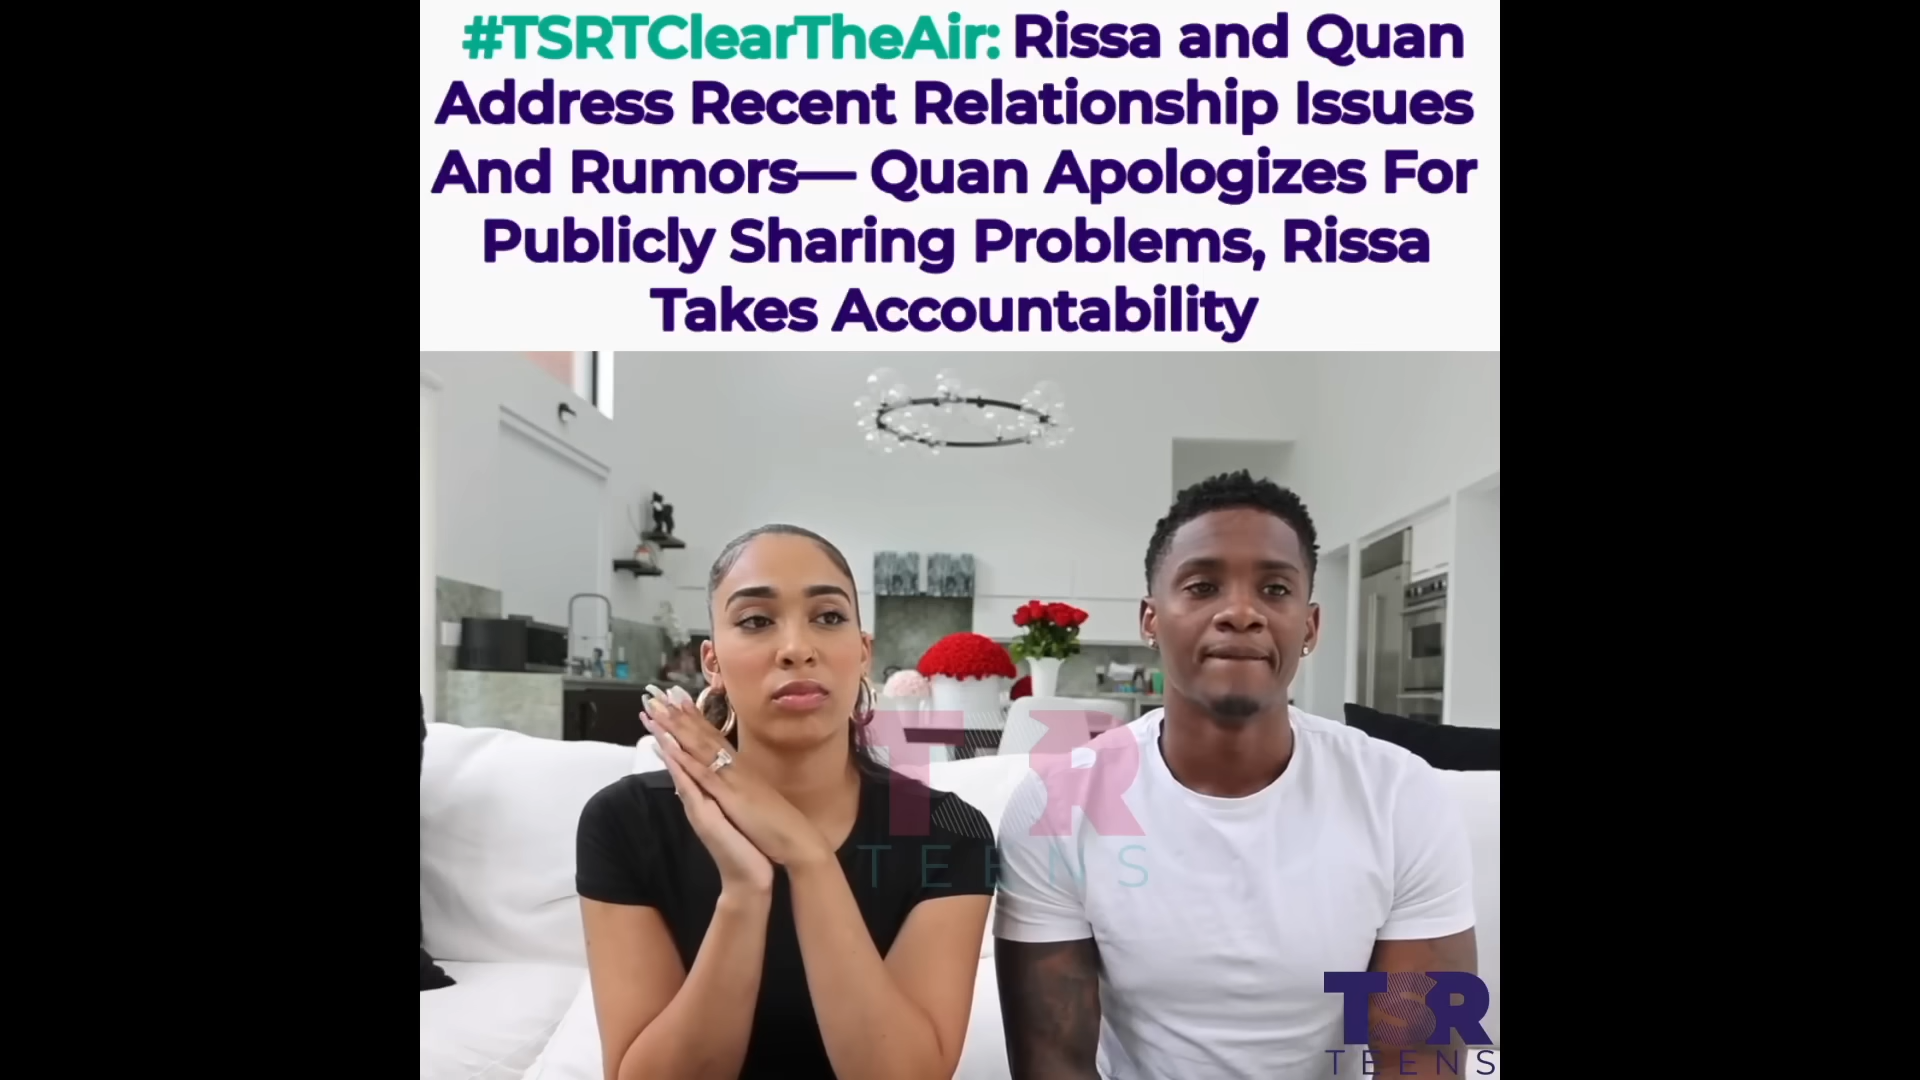 #TSRTClearTheAir: Rissa and Quan
Address Recent Relationship Issues
And Rumors— Quan Apologizes For
Publicly Sharing Problems, Rissa
Takes Accountability
TSR
TEENS
TSR
TEENS